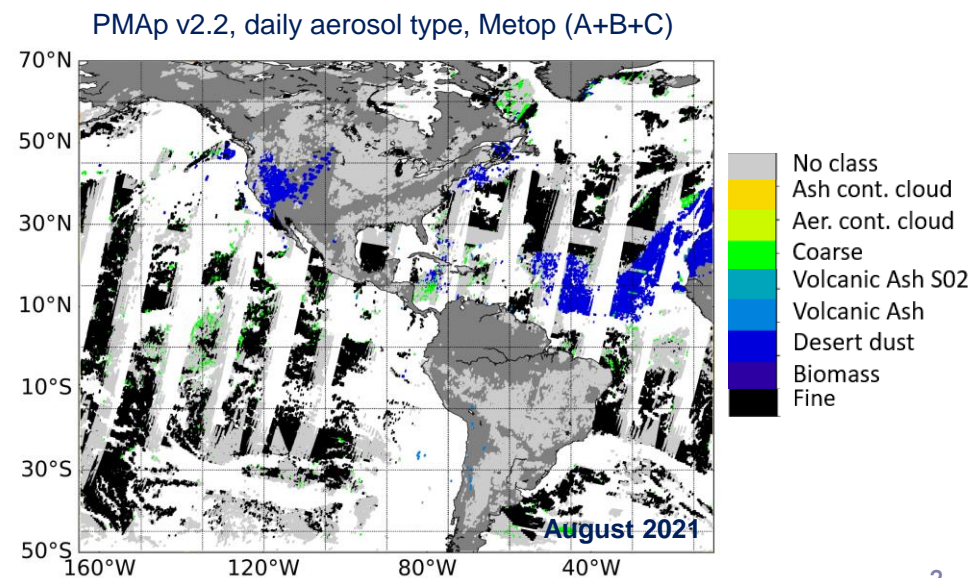 PMAp v2.2, daily aerosol type, Metop (A+B+C)
70°N
50°N
30°N
10°N
10°S
30°S
50°S
160°W 120°W 80°W 40°W
August 2021
No class
Ash cont. cloud
Aer. cont. cloud
Coarse
Volcanic Ash S02
Volcanic Ash
Desert dust
Biomass
Fine